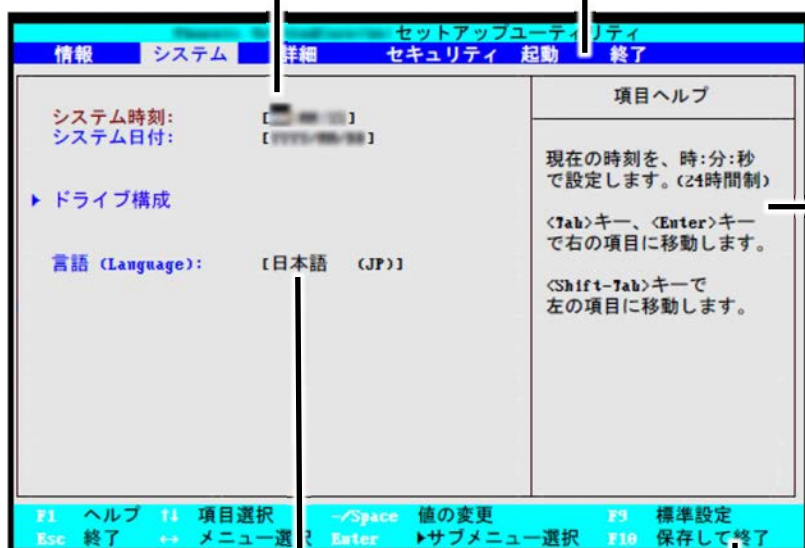 セットアップユーティリティ
情報 システム 詳細 セキュリティ 起動 終了
項目ヘルプ
システム時刻:
システム日付:
現在の時刻を、時:分:秒
で設定します。(24時間制)
▶ ドライブ構成
<Tab>キー、<Enter>キー
で右の項目に移動します。
言語 (Language): [日本語 (JP)]
<Shift-Tab>キーで
左の項目に移動します。
F1 ヘルプ ↑↓ 項目選択 -/Space 値の変更 F9 標準設定
Esc 終了 ↔ メニュー選択 Enter ▶サブメニュー選択 F10 保存して終了